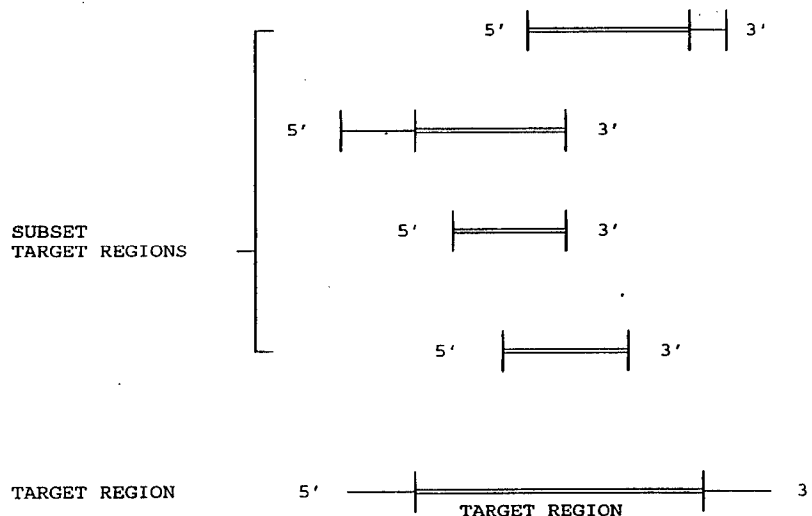 5' 3'
5' 3'
5' 3'
SUBSET
TARGET REGIONS
5' 3'
TARGET REGION 5' 3
TARGET REGION